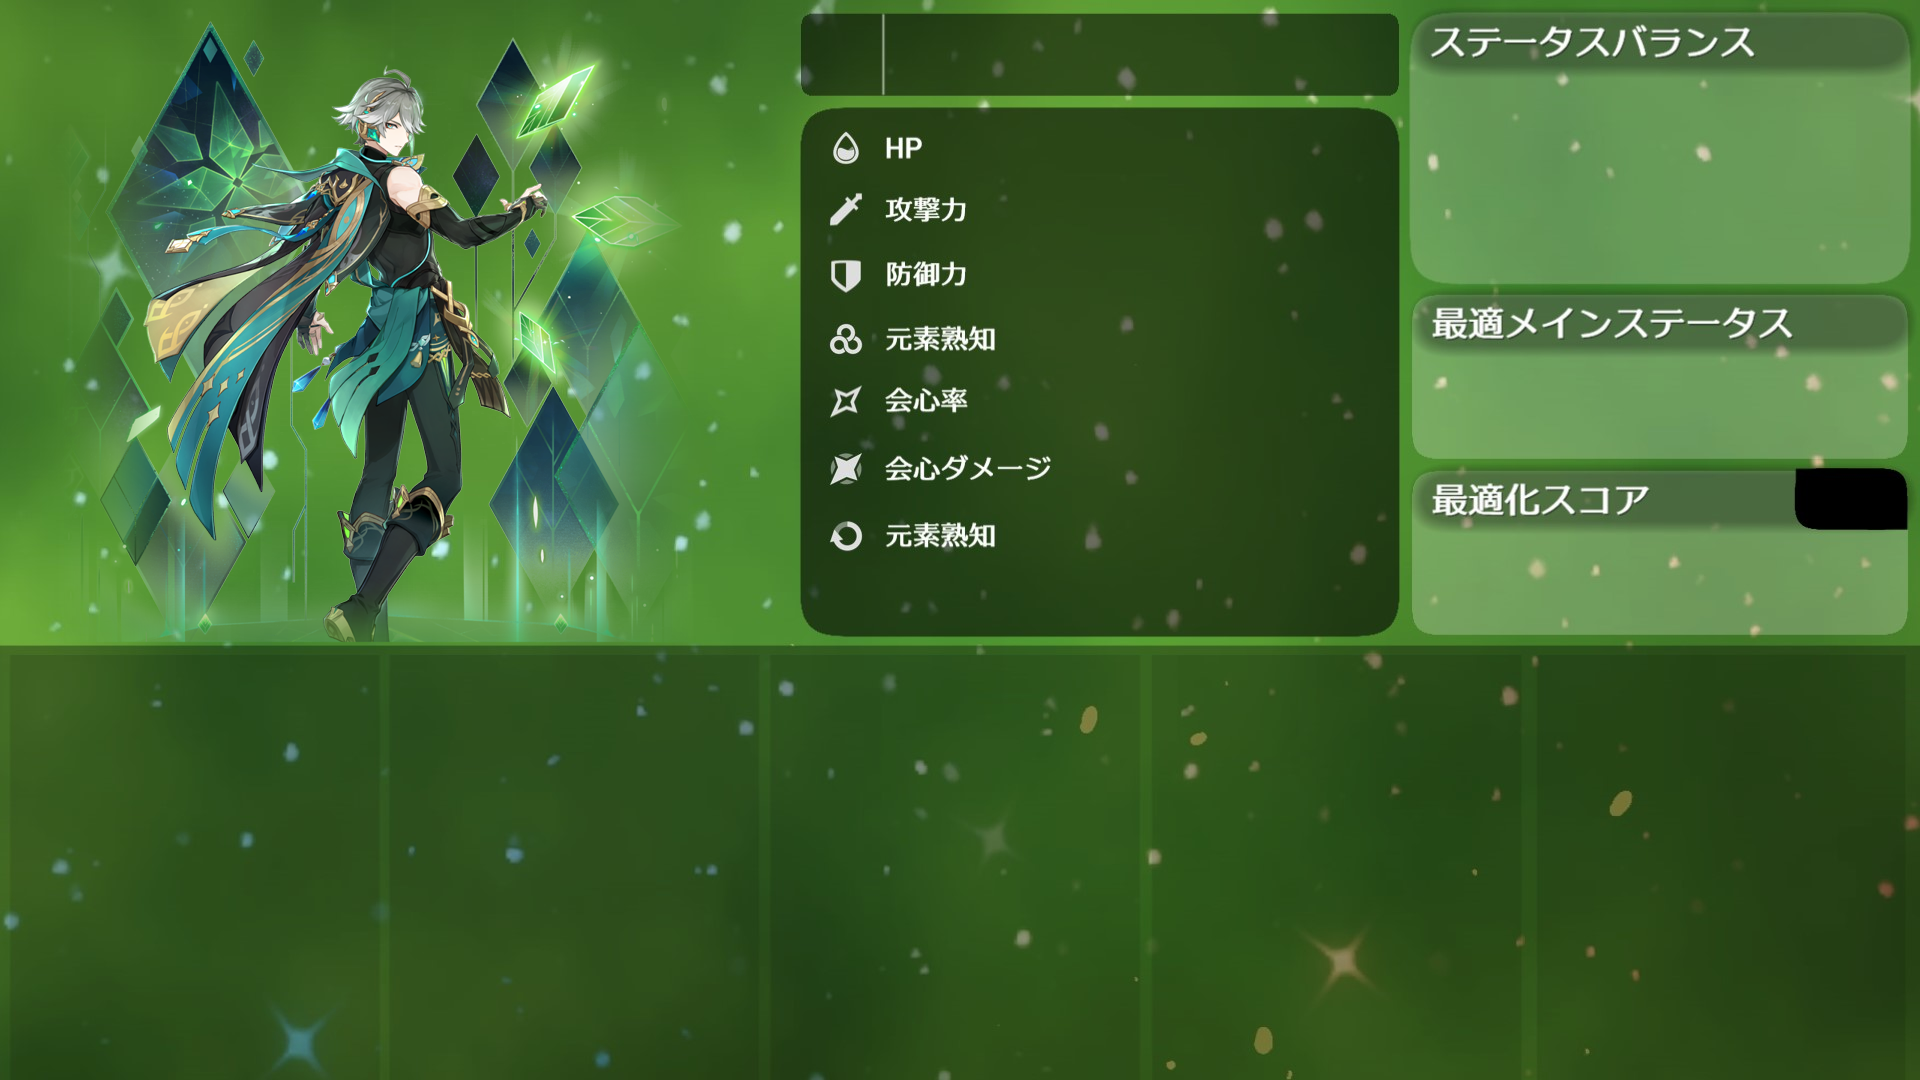 HP
攻撃力
防御力
元素熟知
会心率
会心ダメージ
元素熟知
ステータスバランス
最適メインステータス
最適化スコア